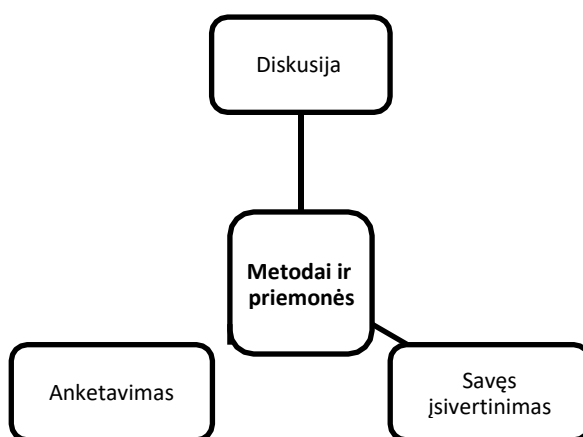 Diskusija
Metodai ir
priemonės
Anketavimas
Savęs
įsivertinimas